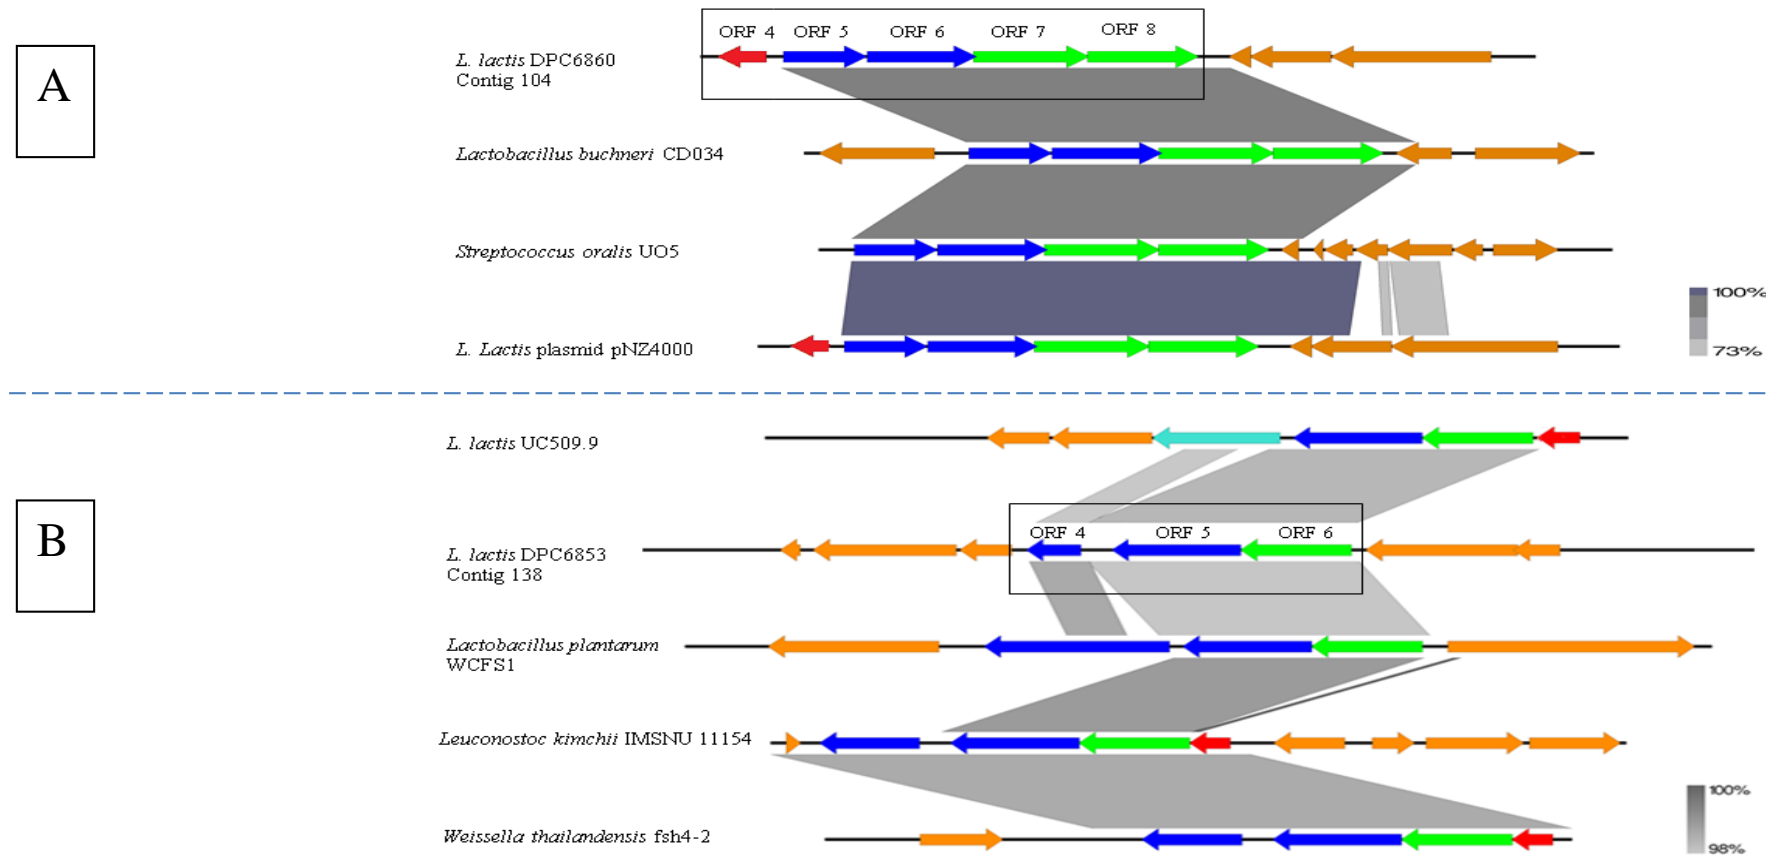 A
ORF 4 ORF 5 ORF 6 ORF 7 ORF 8
L. lactis DPC6860
Contig 104
Lactobacillus buchneri CD034
Streptococcus oralis UO5
100%
L. Lactis plasmid pNZ4000
73%
L. lactis UC509.9
B
ORF 4 ORF 5 ORF 6
L. lactis DPC6853
Contig 138
Lactobacillus plantarum
WCFS1
Leuconostoc kimchii IMSNU 11154
100%
Weissella thailandensis fsh4-2
98%